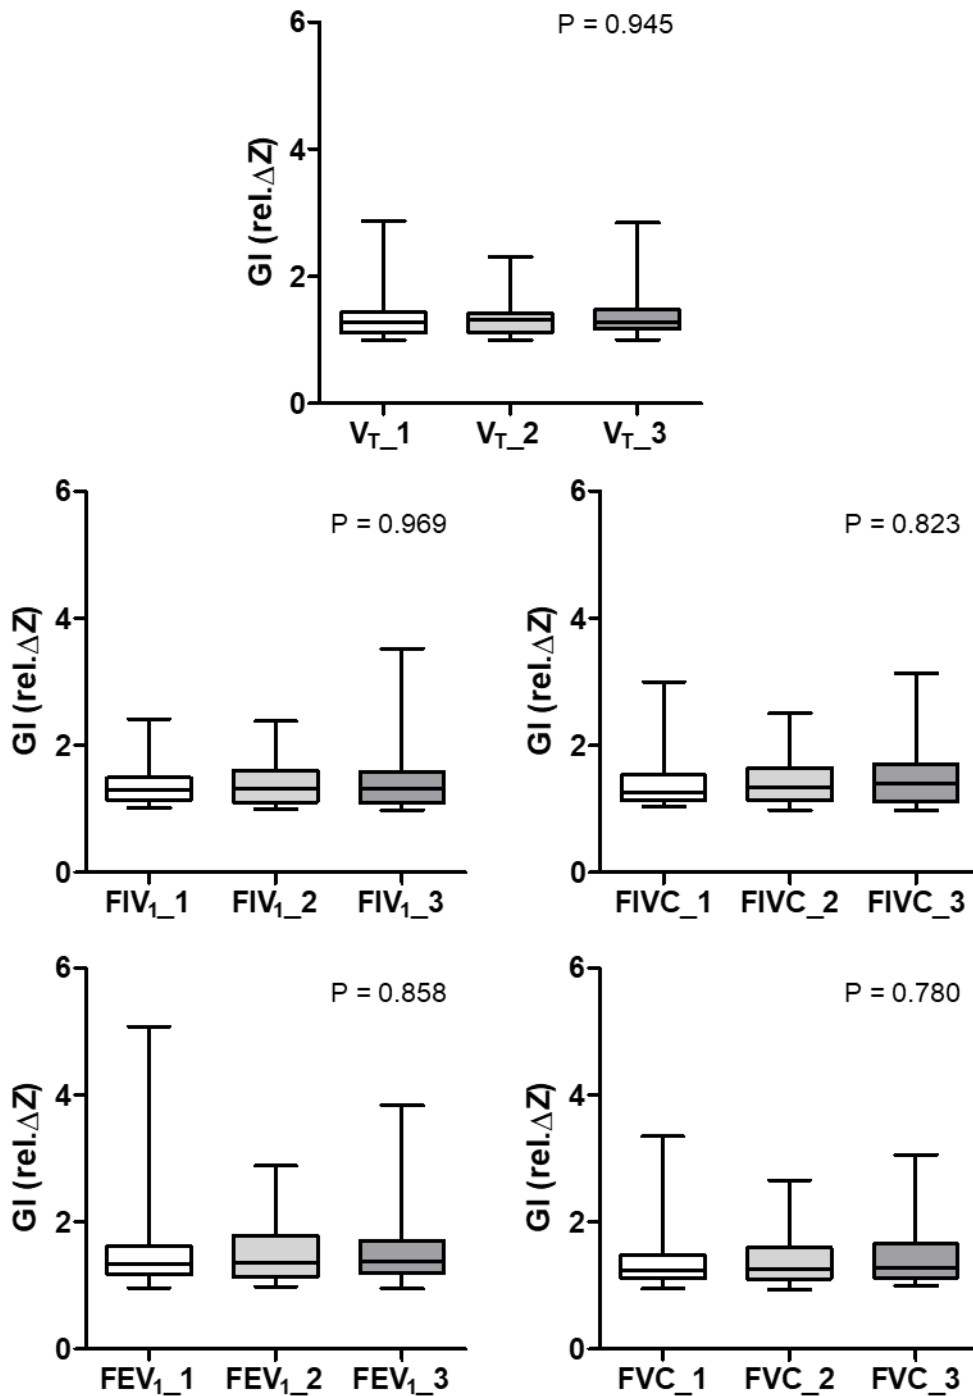 P = 0.945
GI (rel.ΔZ)
6
4
2
0
V_T_1 V_T_2 V_T_3
P = 0.969
GI (rel.ΔZ)
6
4
2
0
FIV₁_1 FIV₁_2 FIV₁_3
P = 0.823
GI (rel.ΔZ)
6
4
2
0
FIVC_1 FIVC_2 FIVC_3
P = 0.858
GI (rel.ΔZ)
6
4
2
0
FEV₁_1 FEV₁_2 FEV₁_3
P = 0.780
GI (rel.ΔZ)
6
4
2
0
FVC_1 FVC_2 FVC_3